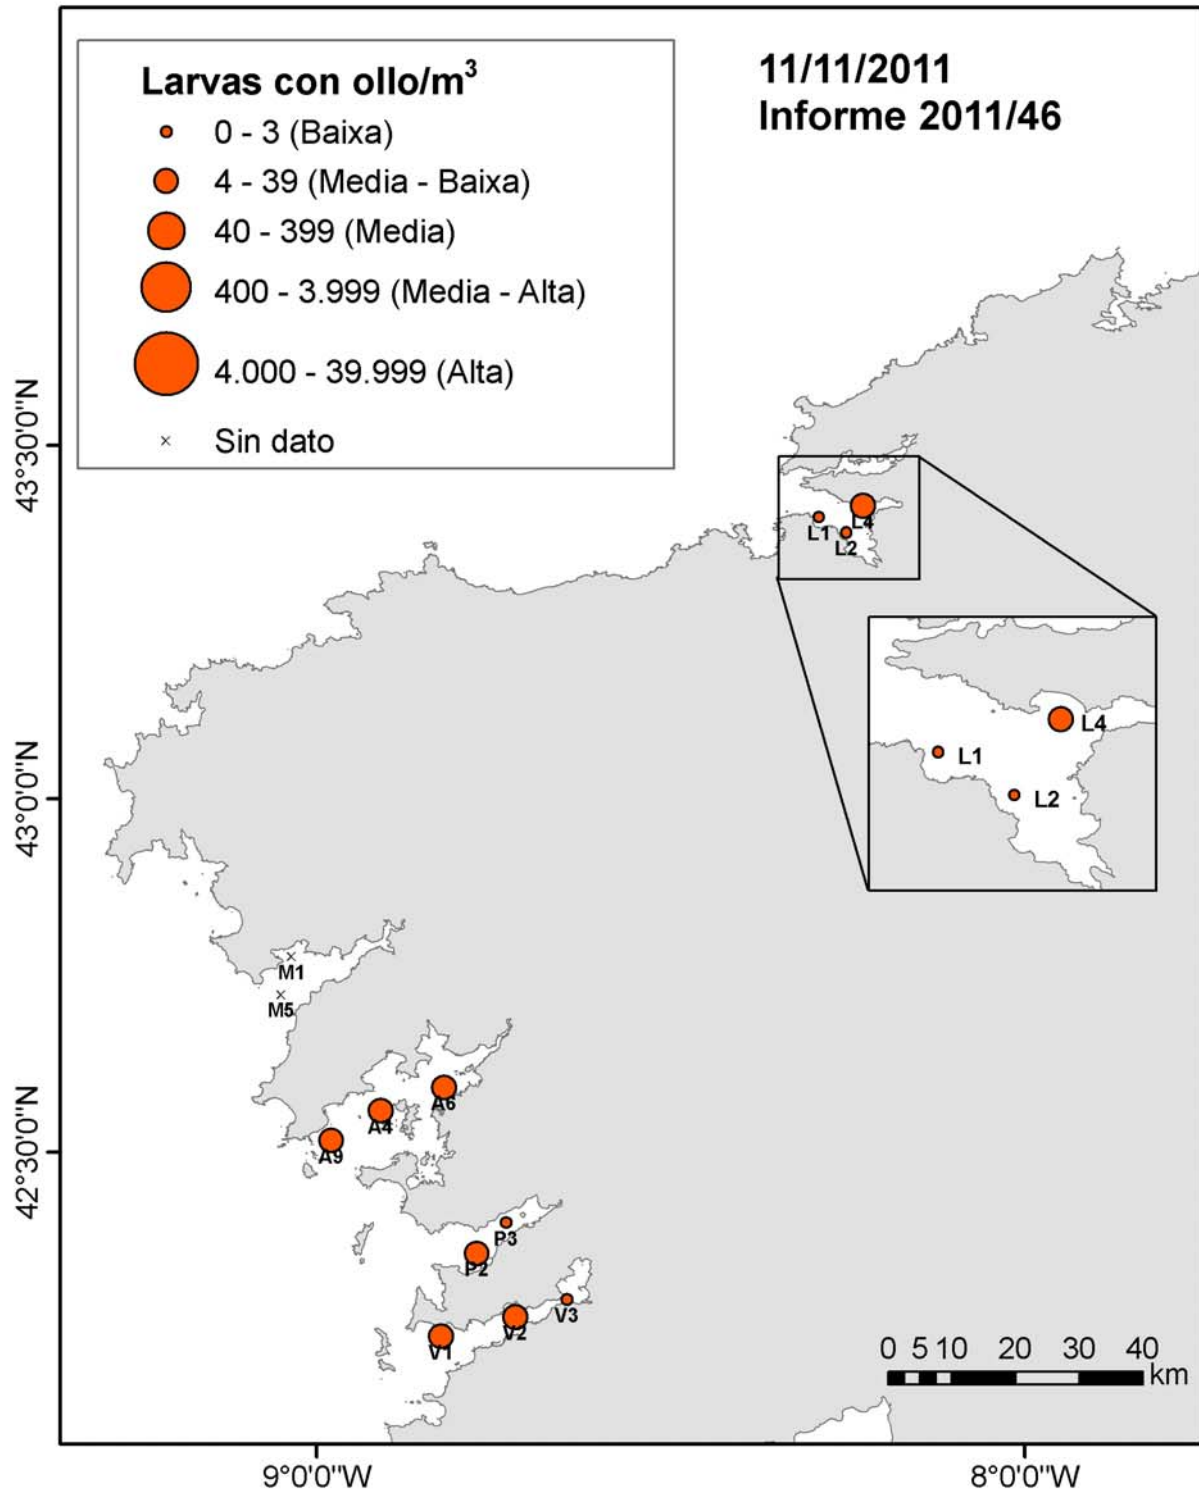 11/11/2011
Informe 2011/46
Larvas con ollo/m³
0 - 3 (Baixa)
4 - 39 (Media - Baixa)
40 - 399 (Media)
400 - 3.999 (Media - Alta)
4.000 - 39.999 (Alta)
Sin dato
43°30'0"N
43°0'0"N
42°30'0"N
L4
L1
L2
L4
L1
L2
M1
M5
A6
A4
A9
P3
P2
V3
V2
V1
0 5 10 20 30 40
km
9°0'0"W
8°0'0"W